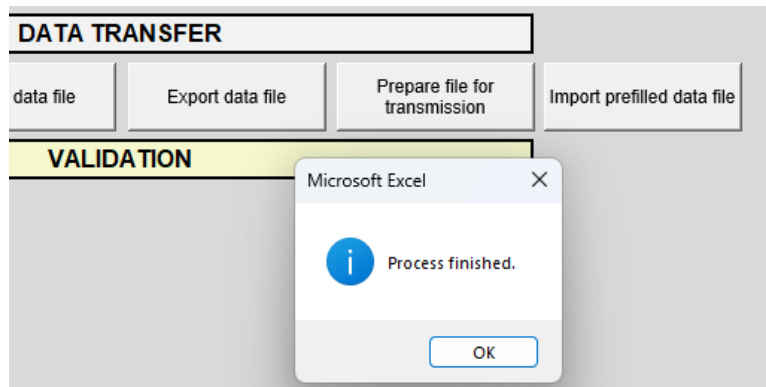 DATA TRANSFER
data file
Export data file
Prepare file for
transmission
Import prefilled data file
VALIDATION
Microsoft Excel
Process finished.
OK